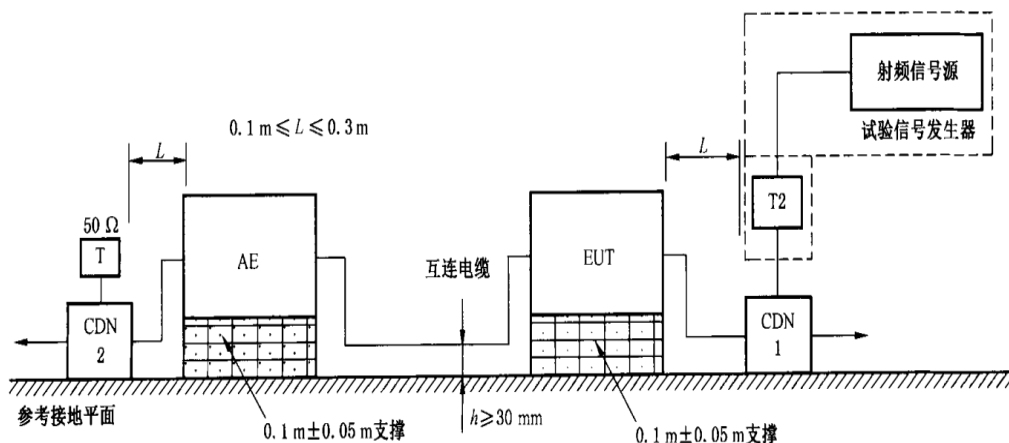 射频信号源
试验信号发生器
0.1 m≤L≤0.3 m
L
L
T2
50 Ω
T
AE
互连电缆
EUT
CDN
2
CDN
1
参考接地平面
h≥30 mm
0.1 m±0.05 m支撑
0.1 m±0.05 m支撑